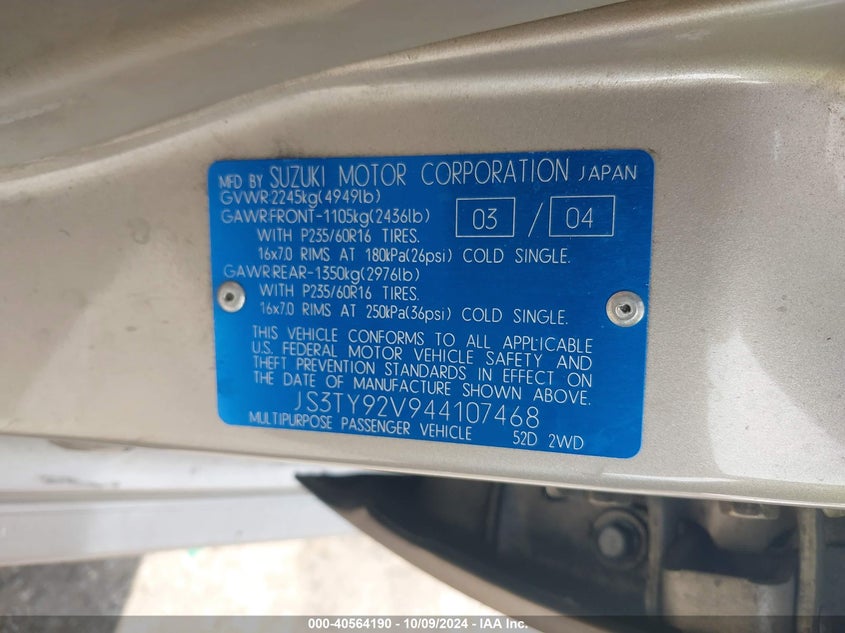 MFD BY SUZUKI MOTOR CORPORATION JAPAN
GVWR:2245kg(4949lb)
GAWR:FRONT-1105kg(2436lb) 03 / 04
WITH P235/60R16 TIRES.
16x7.0 RIMS AT 180kPa(26psi) COLD SINGLE.
GAWR:REAR-1350kg(2976lb)
WITH P235/60R16 TIRES.
16x7.0 RIMS AT 250kPa(36psi) COLD SINGLE.
THIS VEHICLE CONFORMS TO ALL APPLICABLE
U.S. FEDERAL MOTOR VEHICLE SAFETY AND
THEFT PREVENTION STANDARDS IN EFFECT ON
THE DATE OF MANUFACTURE SHOWN ABOVE.
JS3TY92V944107468
MULTIPURPOSE PASSENGER VEHICLE 52D 2WD
000-40564190 - 10/09/2024 - IAA Inc.